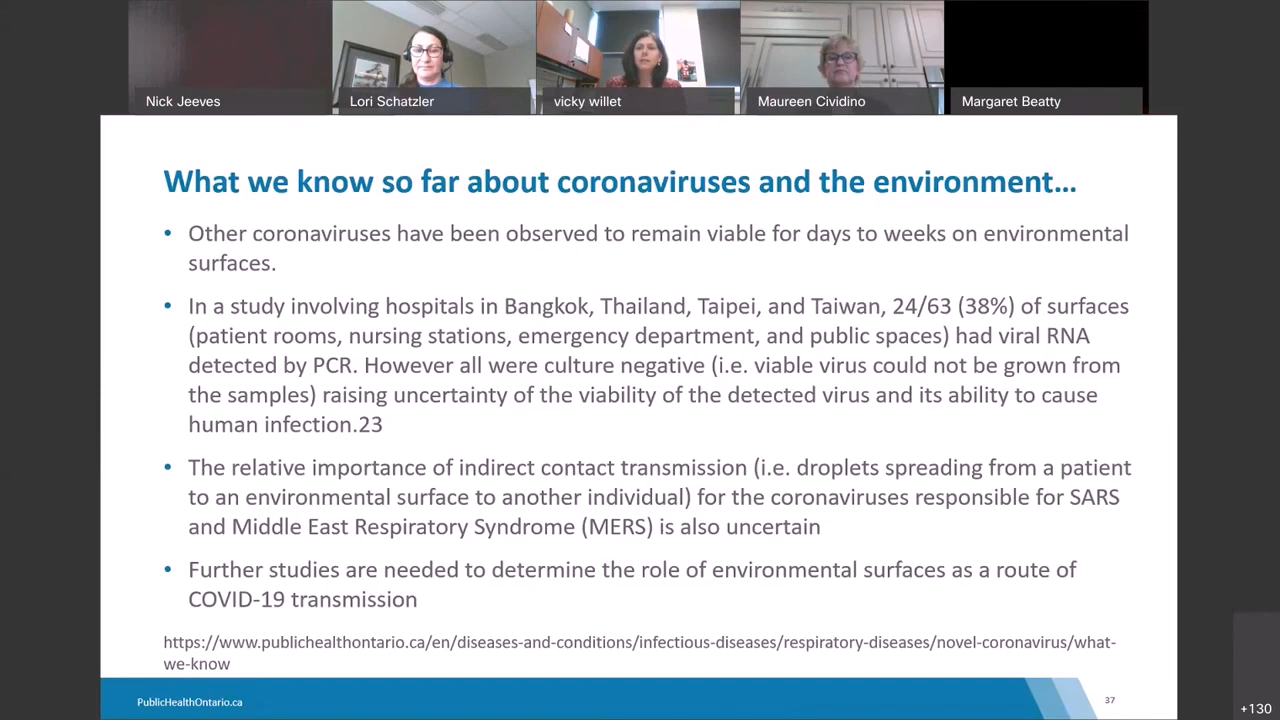 Nick Jeeves
Lori Schatzler
vicky willet
Maureen Cividino
Margaret Beatty
What we know so far about coronaviruses and the environment…
• Other coronaviruses have been observed to remain viable for days to weeks on environmental
surfaces.
• In a study involving hospitals in Bangkok, Thailand, Taipei, and Taiwan, 24/63 (38%) of surfaces
(patient rooms, nursing stations, emergency department, and public spaces) had viral RNA
detected by PCR. However all were culture negative (i.e. viable virus could not be grown from
the samples) raising uncertainty of the viability of the detected virus and its ability to cause
human infection.23
• The relative importance of indirect contact transmission (i.e. droplets spreading from a patient
to an environmental surface to another individual) for the coronaviruses responsible for SARS
and Middle East Respiratory Syndrome (MERS) is also uncertain
• Further studies are needed to determine the role of environmental surfaces as a route of
COVID-19 transmission
https://www.publichealthontario.ca/en/diseases-and-conditions/infectious-diseases/respiratory-diseases/novel-coronavirus/what-
we-know
PublicHealthOntario.ca
37
+130